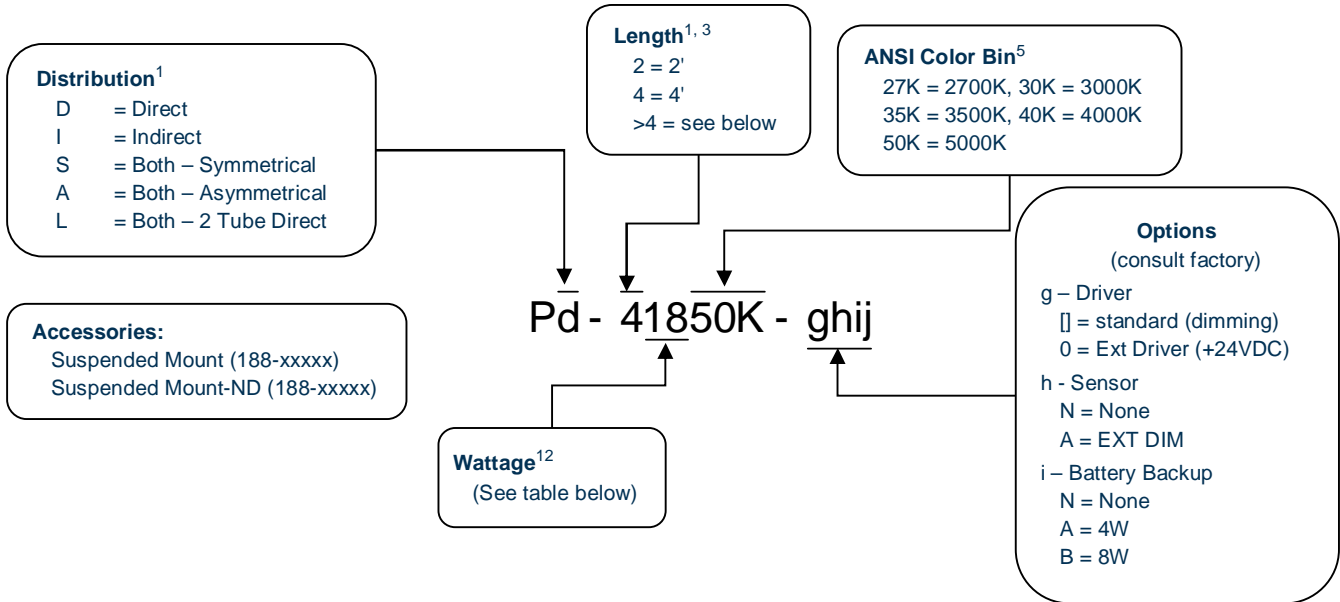 Distribution1
D = Direct
I = Indirect
S = Both – Symmetrical
A = Both – Asymmetrical
L = Both – 2 Tube Direct
Length1, 3
2 = 2'
4 = 4'
>4 = see below
ANSI Color Bin5
27K = 2700K, 30K = 3000K
35K = 3500K, 40K = 4000K
50K = 5000K
Pd - 41850K - ghij
Accessories:
Suspended Mount (188-xxxxx)
Suspended Mount-ND (188-xxxxx)
Wattage12
(See table below)
Options
(consult factory)
g – Driver
[] = standard (dimming)
0 = Ext Driver (+24VDC)
h - Sensor
N = None
A = EXT DIM
i – Battery Backup
N = None
A = 4W
B = 8W